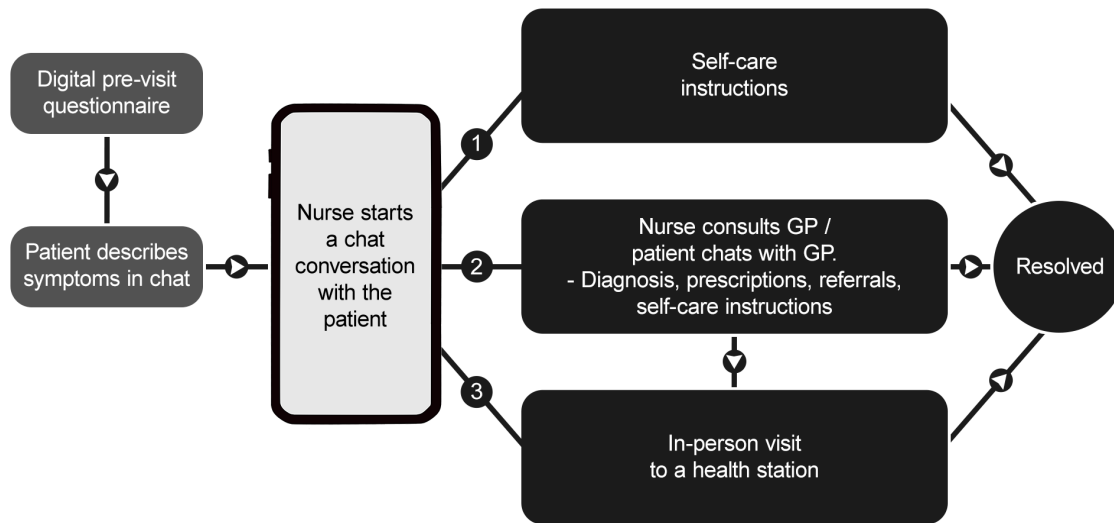 Digital pre-visit
questionnaire
Patient describes
symptoms in chat
Nurse starts
a chat
conversation
with the
patient
1
Self-care
instructions
2
Nurse consults GP /
patient chats with GP.
- Diagnosis, prescriptions, referrals,
self-care instructions
3
In-person visit
to a health station
Resolved